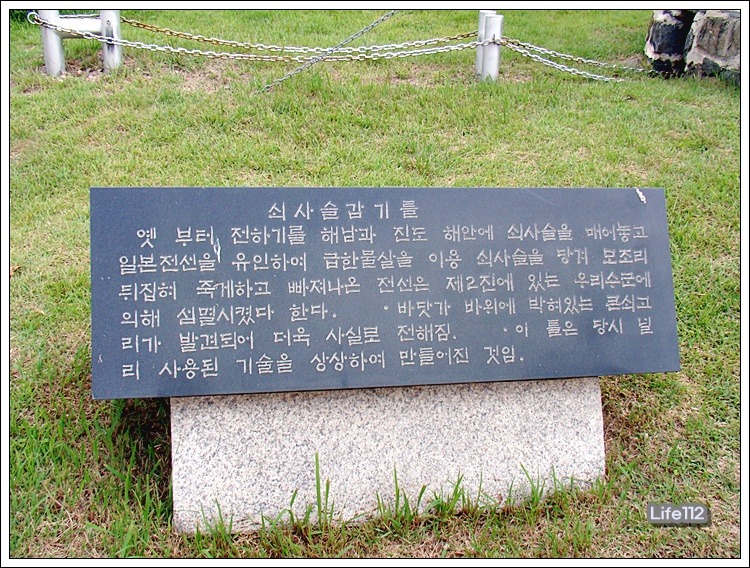 쇠사슬감기틀
옛 부터 전하기를 해남과 진도 해안에 쇠사슬을 매어놓고
일본전선을 유인하여 급한물살을 이용 쇠사슬을 당겨 모조리
뒤집혀 죽게하고 빠져나온 전선은 제2진에 있는 우리수군에
의해 섬멸시켰다 한다. · 바닷가 바위에 박혀있는 큰쇠고
리가 발견되어 더욱 사실로 전해짐. · 이 틀은 당시 널
리 사용된 기술을 상상하여 만들어진 것임.
Life112